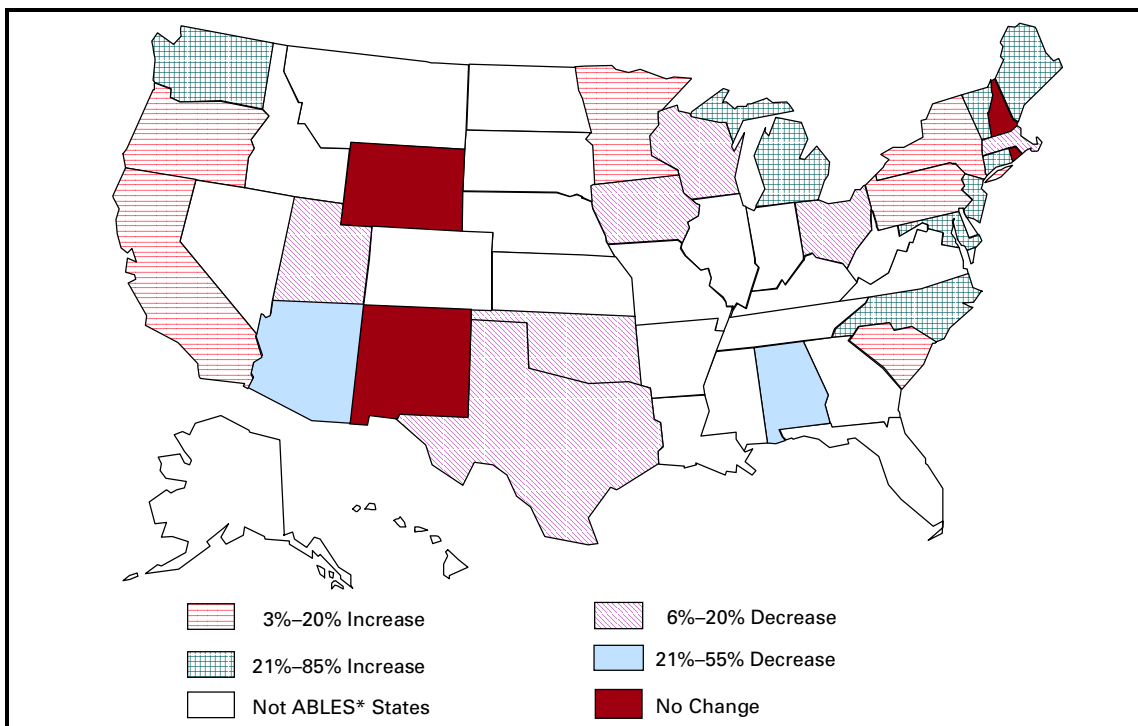 3%–20% Increase
6%–20% Decrease
21%–85% Increase
21%–55% Decrease
Not ABLES* States
No Change